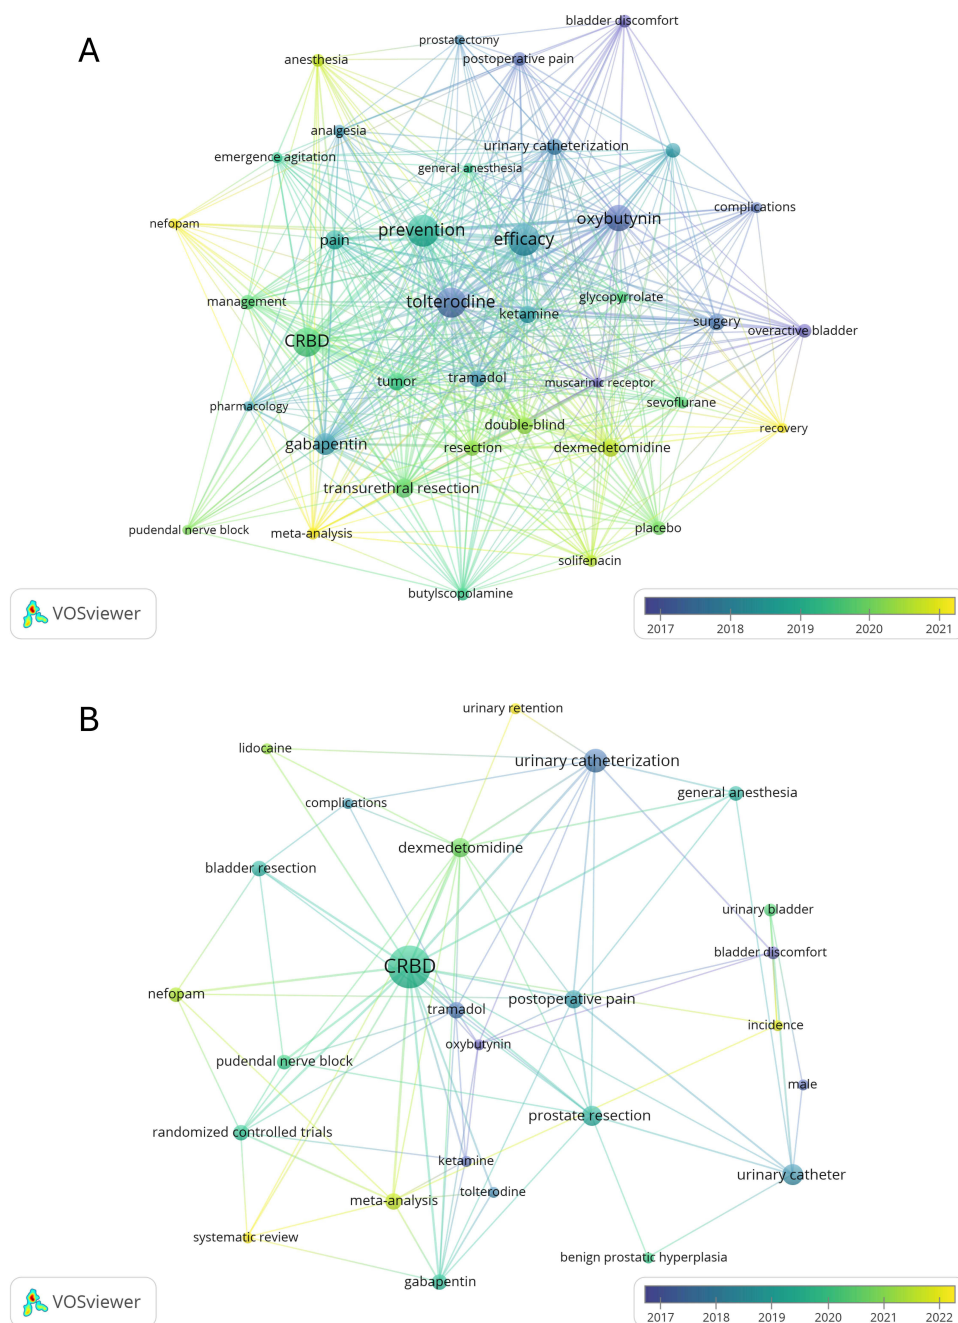 A
bladder discomfort
prostatectomy
anesthesia
postoperative pain
analgesia
urinary catheterization
emergence agitation
general anesthesia
complications
nefopam
oxybutynin
prevention
efficacy
pain
management
tolterodine
glycopyrrolate
ketamine
surgery
overactive bladder
CRBD
tumor
tramadol
muscarinic receptor
pharmacology
sevoflurane
double-blind
recovery
gabapentin
resection
dexmedetomidine
transurethral resection
pudendal nerve block
meta-analysis
placebo
solifenacin
butylscopolamine
VOSviewer
2017 2018 2019 2020 2021
B
urinary retention
lidocaine
urinary catheterization
complications
general anesthesia
dexmedetomidine
bladder resection
urinary bladder
bladder discomfort
CRBD
nefopam
postoperative pain
tramadol
incidence
oxybutynin
pudendal nerve block
male
prostate resection
randomized controlled trials
ketamine
urinary catheter
tolterodine
meta-analysis
systematic review
benign prostatic hyperplasia
gabapentin
VOSviewer
2017 2018 2019 2020 2021 2022